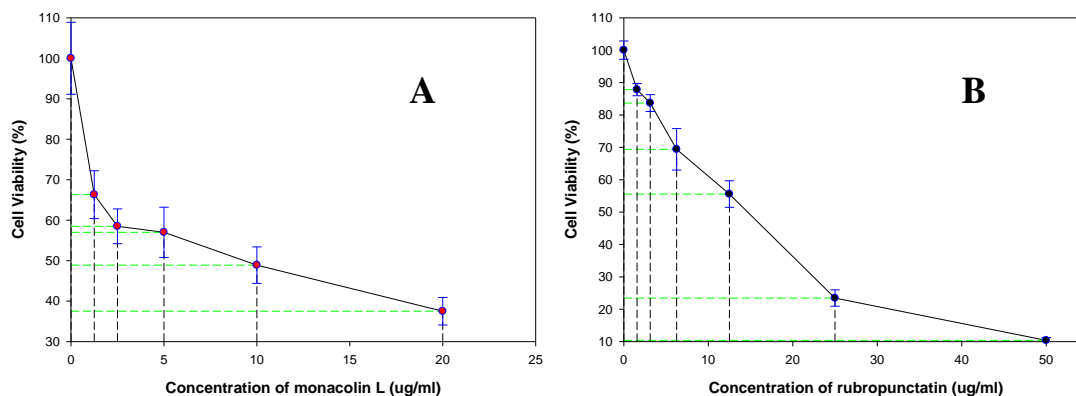 110
100
90
80
70
60
50
40
30
Cell Viability (%)
A
0 5 10 15 20 25
Concentration of monacolin L (ug/ml)
110
100
90
80
70
60
50
40
30
20
10
Cell Viability (%)
B
0 10 20 30 40 50
Concentration of rubropunctatin (ug/ml)